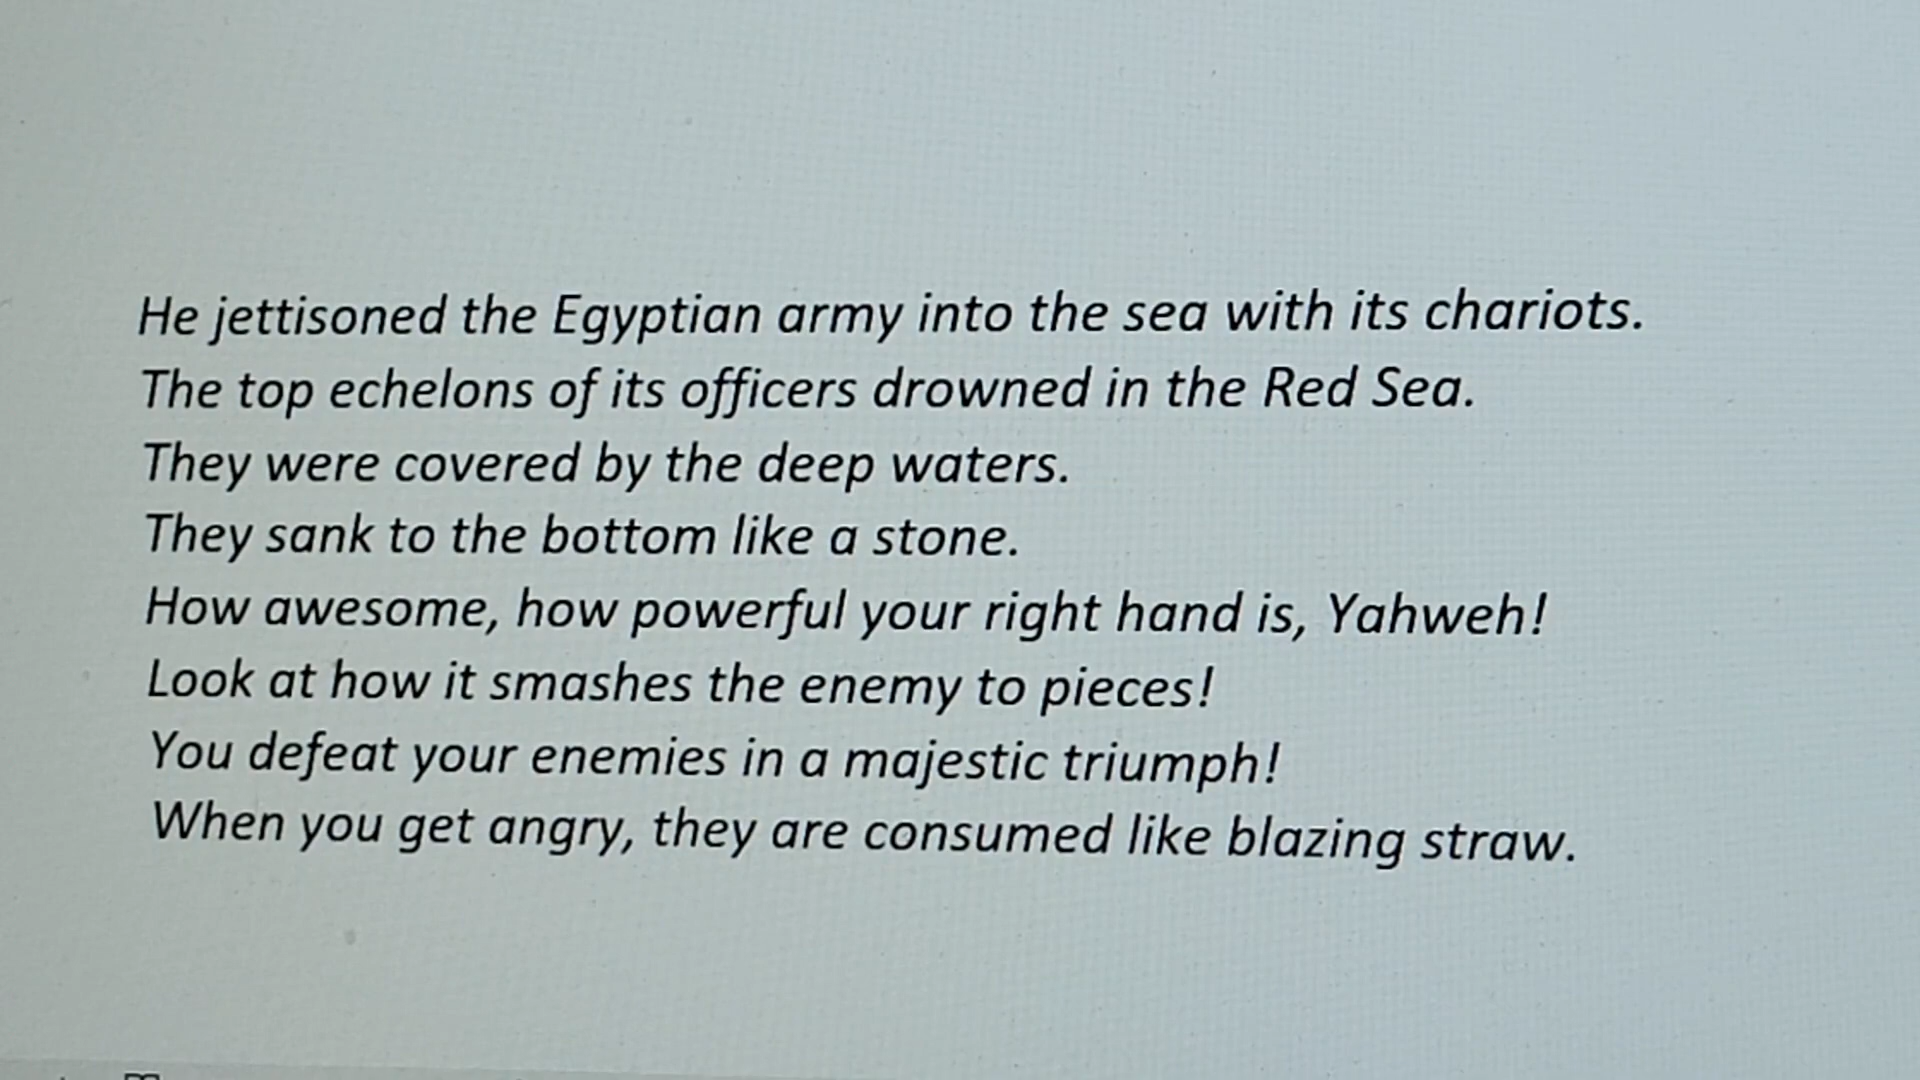 He jettisoned the Egyptian army into the sea with its chariots.
The top echelons of its officers drowned in the Red Sea.
They were covered by the deep waters.
They sank to the bottom like a stone.
How awesome, how powerful your right hand is, Yahweh!
Look at how it smashes the enemy to pieces!
You defeat your enemies in a majestic triumph!
When you get angry, they are consumed like blazing straw.